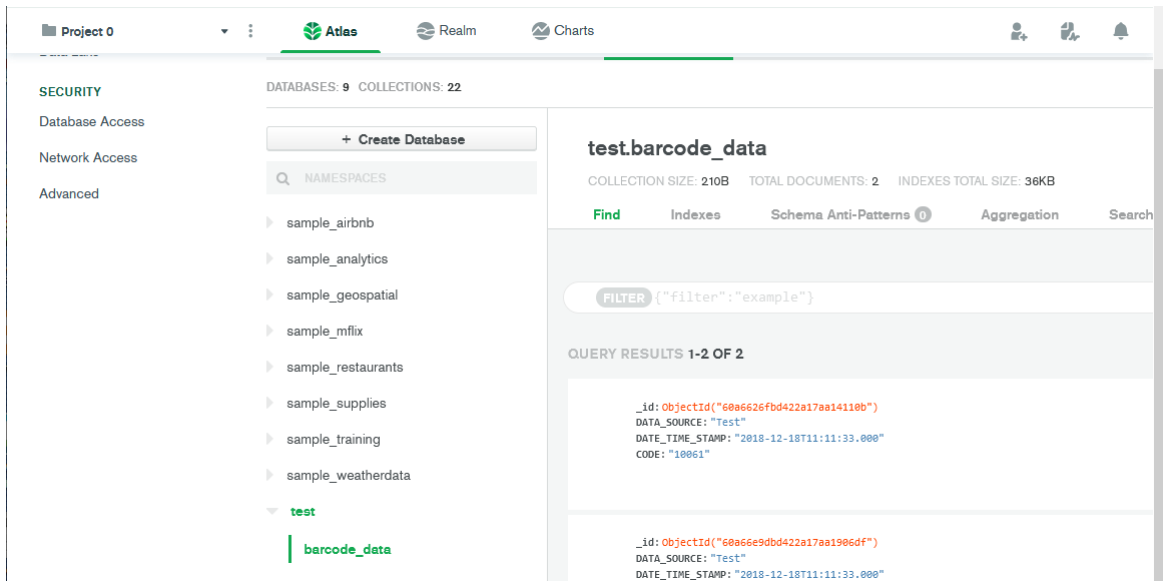 Project 0
Atlas
Realm
Charts
SECURITY
Database Access
Network Access
Advanced
DATABASES: 9 COLLECTIONS: 22
+ Create Database
NAMESPACES
sample_airbnb
sample_analytics
sample_geospatial
sample_mflix
sample_restaurants
sample_supplies
sample_training
sample_weatherdata
test
barcode_data
test.barcode_data
COLLECTION SIZE: 210B TOTAL DOCUMENTS: 2 INDEXES TOTAL SIZE: 36KB
Find Indexes Schema Anti-Patterns 0 Aggregation Search
FILTER {"filter":"example"}
QUERY RESULTS 1-2 OF 2
_id: ObjectId("60a6626fbd422a17aa14110b")
DATA_SOURCE: "Test"
DATE_TIME_STAMP: "2018-12-18T11:11:33.000"
CODE: "10061"
_id: ObjectId("60a66e9dbd422a17aa1906df")
DATA_SOURCE: "Test"
DATE_TIME_STAMP: "2018-12-18T11:11:33.000"